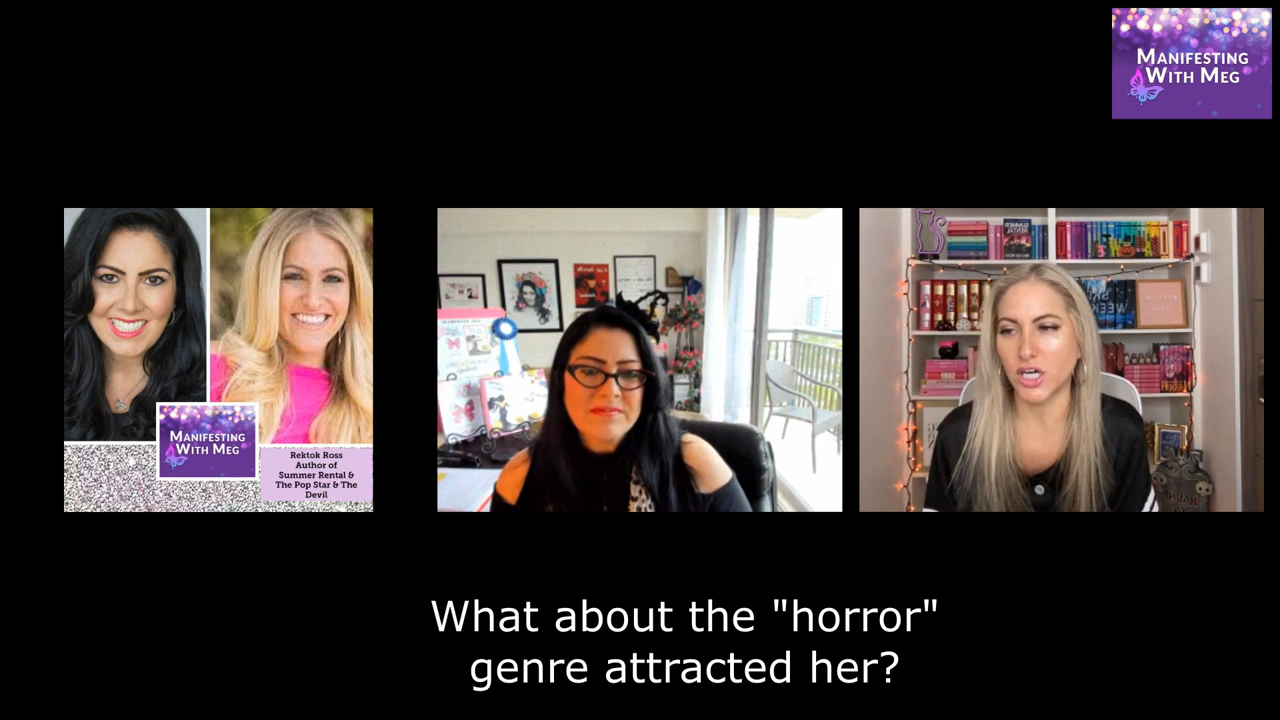 MANIFESTING
WITH MEG
MANIFESTING
WITH MEG
Rektok Ross
Author of
Summer Rental &
The Pop Star & The
Devil
What about the "horror"
genre attracted her?